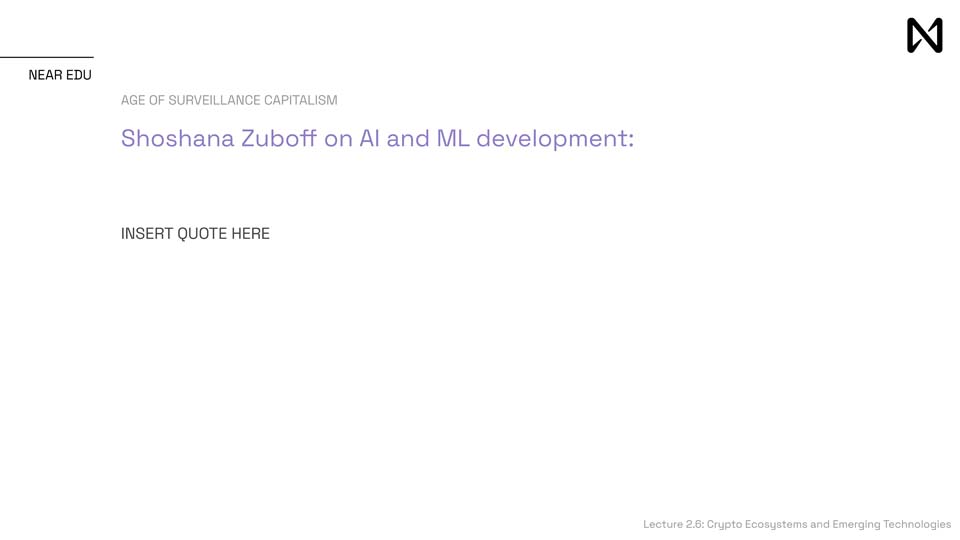 NEAR EDU
AGE OF SURVEILLANCE CAPITALISM
Shoshana Zuboff on AI and ML development:
INSERT QUOTE HERE
Lecture 2.6: Crypto Ecosystems and Emerging Technologies